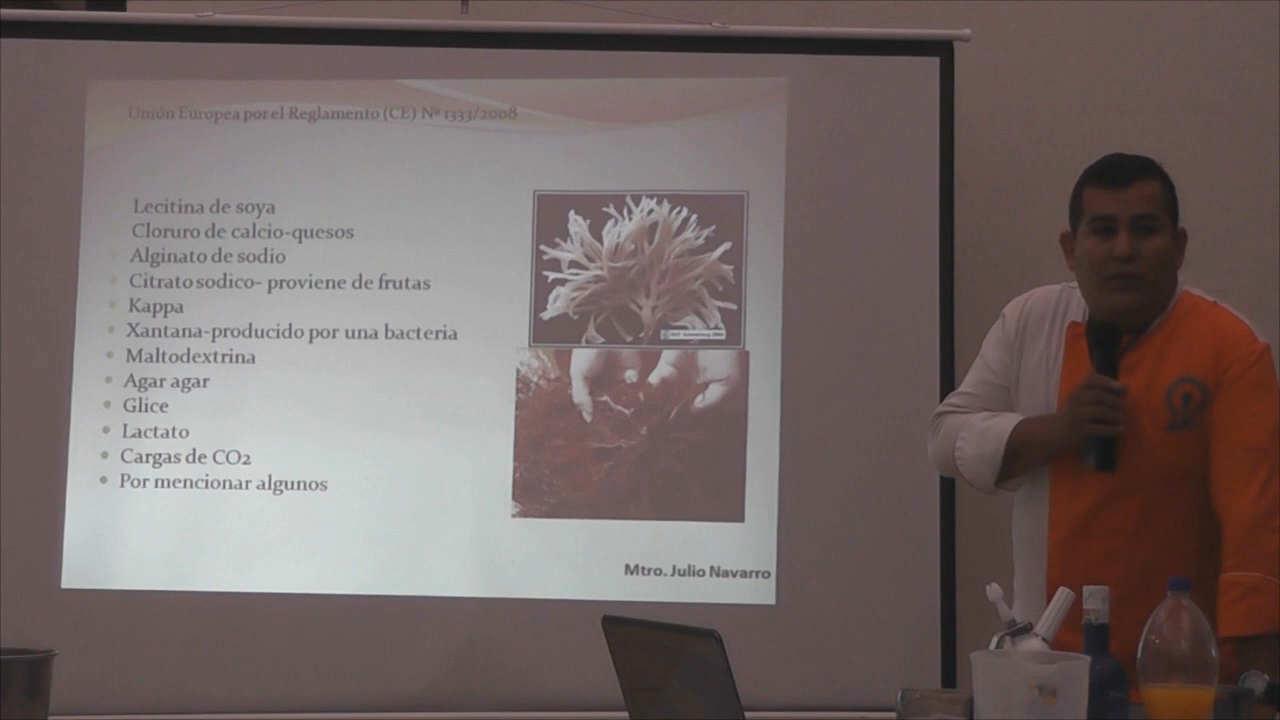 Unión Europea por el Reglamento (CE) Nº 1333/2008
Lecitina de soya
Cloruro de calcio-quesos
Alginato de sodio
Citrato sodico- proviene de frutas
Kappa
Xantana-producido por una bacteria
Maltodextrina
Agar agar
Glice
Lactato
Cargas de CO2
Por mencionar algunos
Mtro. Julio Navarro